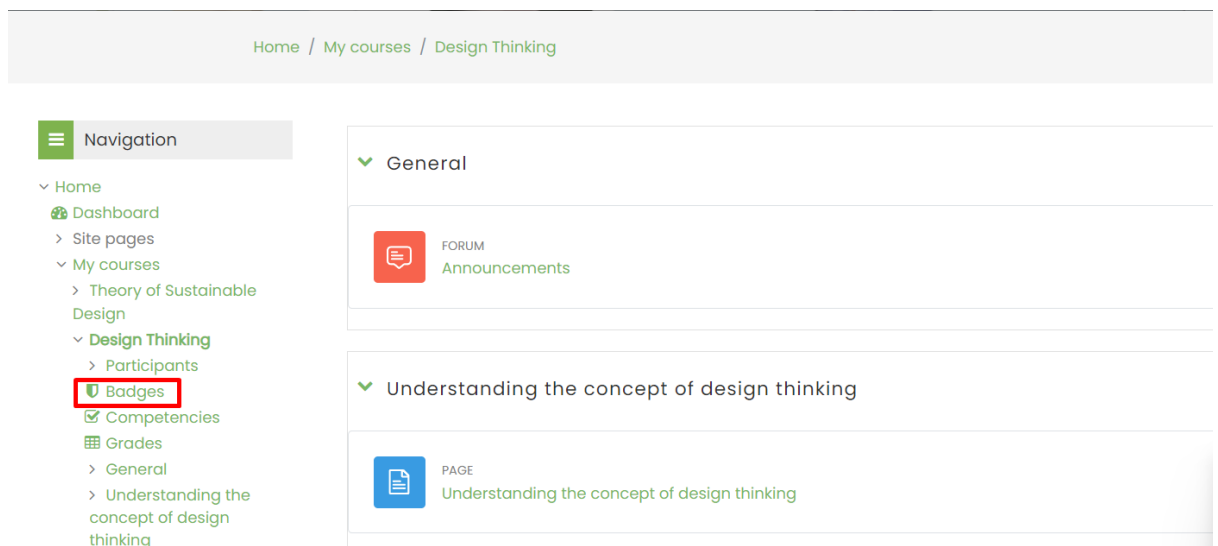 Home / My courses / Design Thinking
Navigation
Home
Dashboard
Site pages
My courses
Theory of Sustainable
Design
Design Thinking
Participants
Badges
Competencies
Grades
General
Understanding the
concept of design
thinking
General
FORUM
Announcements
Understanding the concept of design thinking
PAGE
Understanding the concept of design thinking